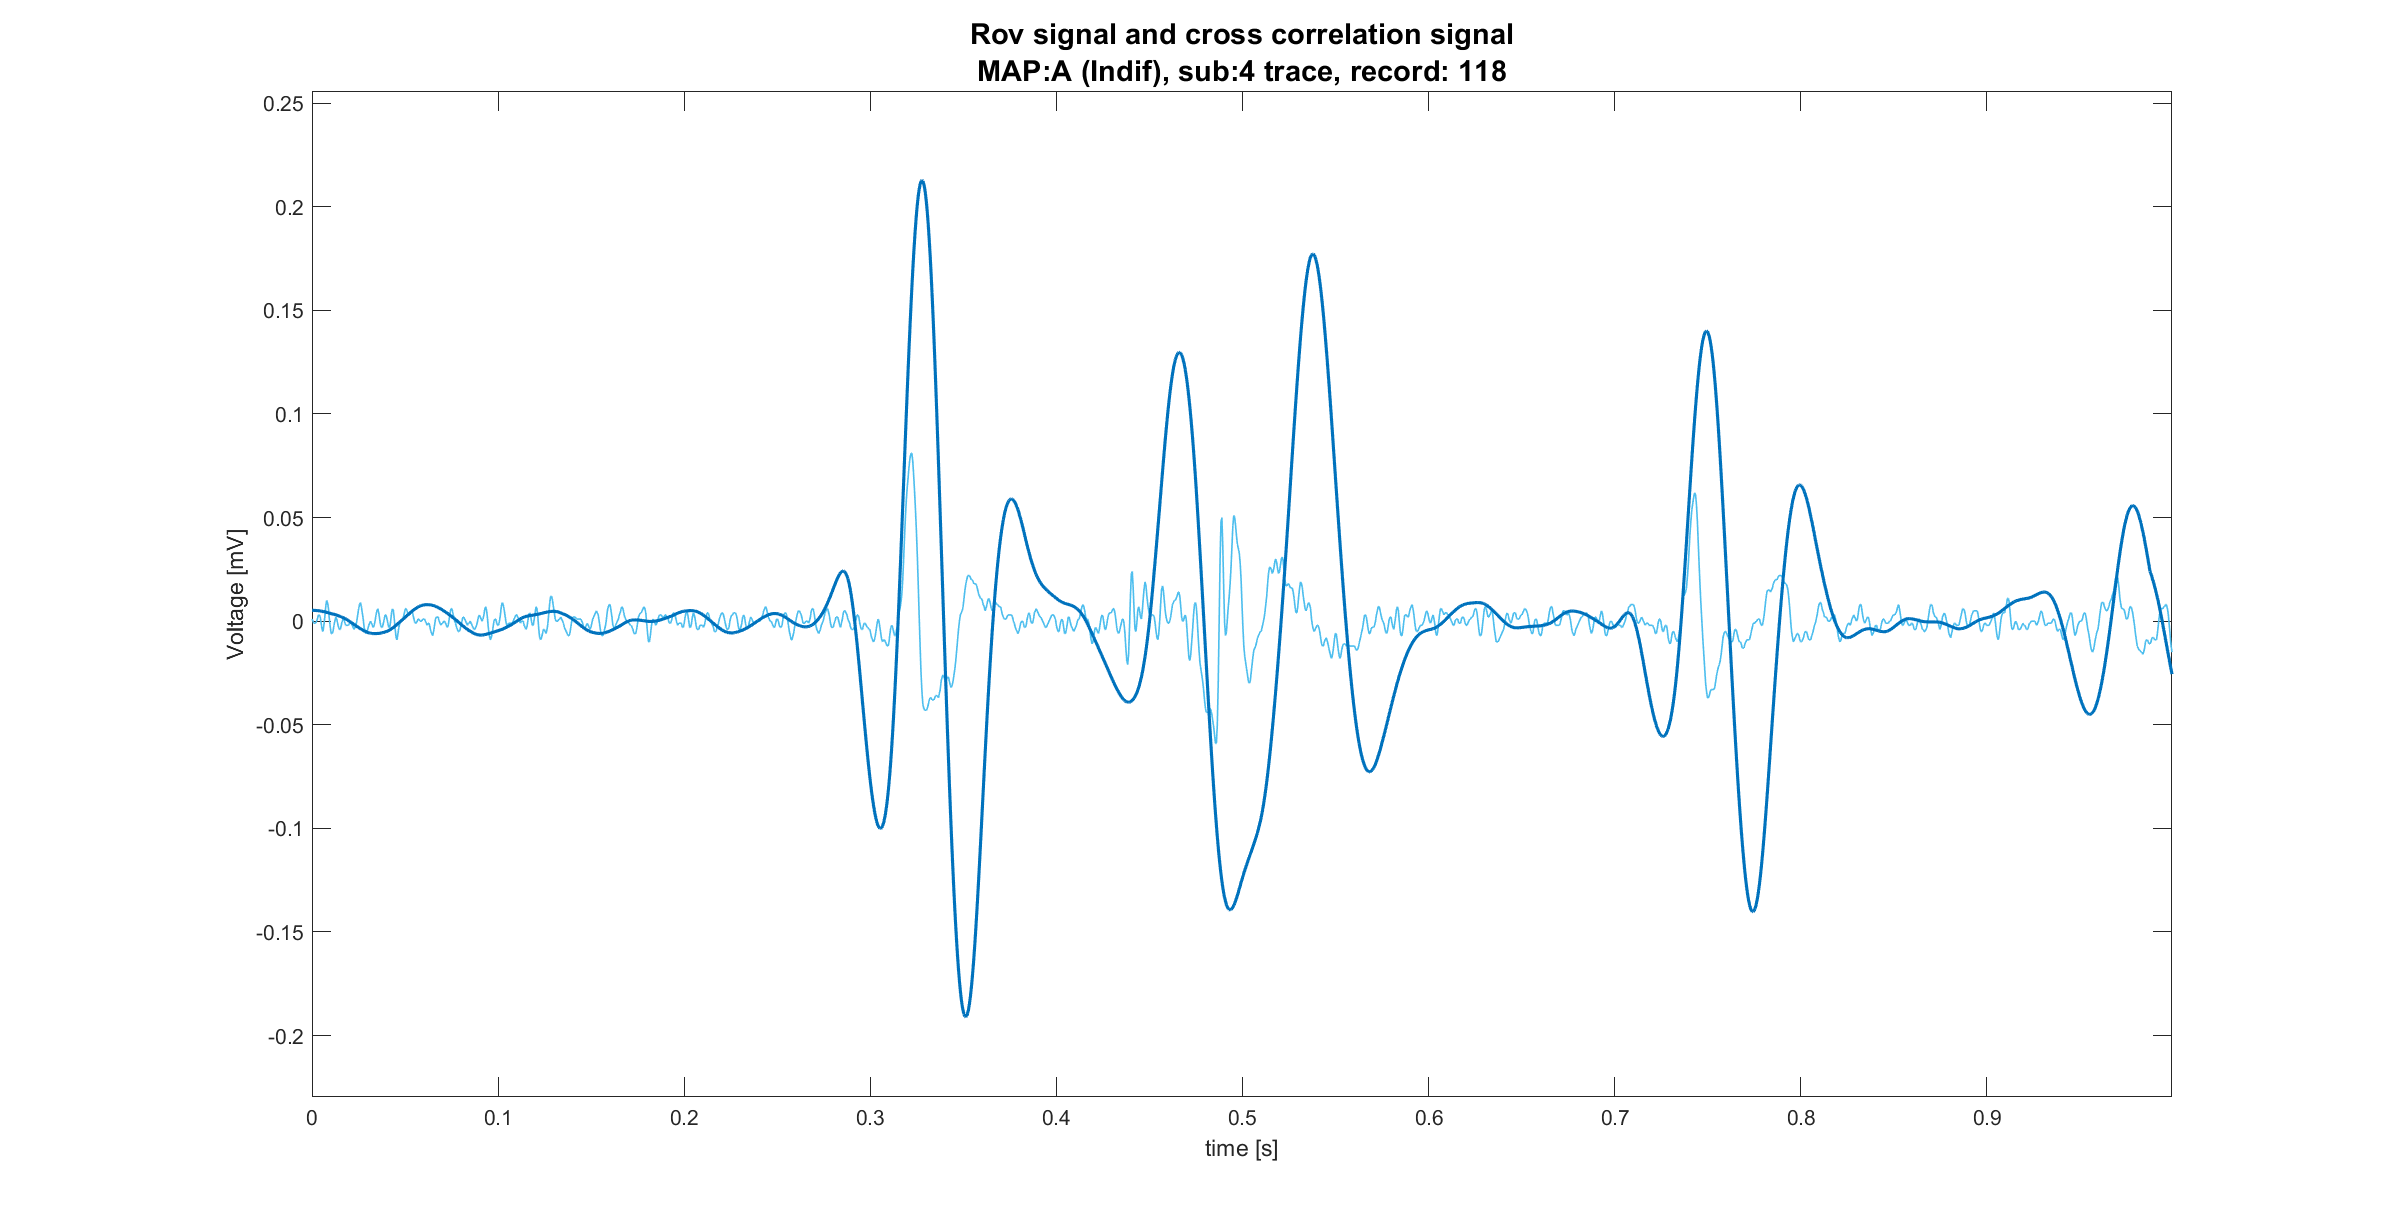 Rov signal and cross correlation signal
MAP:A (Indif), sub:4 trace, record: 118
0.25
0.2
0.15
0.1
0.05
0
-0.05
-0.1
-0.15
-0.2
Voltage [mV]
0 0.1 0.2 0.3 0.4 0.5 0.6 0.7 0.8 0.9
time [s]